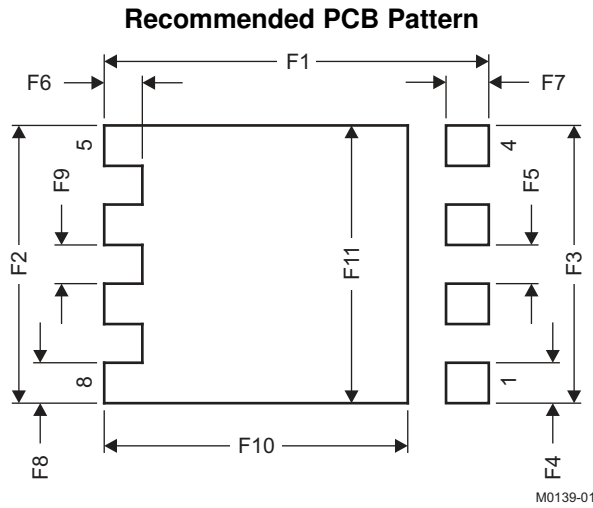 Recommended PCB Pattern
F1
F6
F7
5
4
F9
F5
F2
F11
F3
8
1
F10
F8
F4
M0139-01